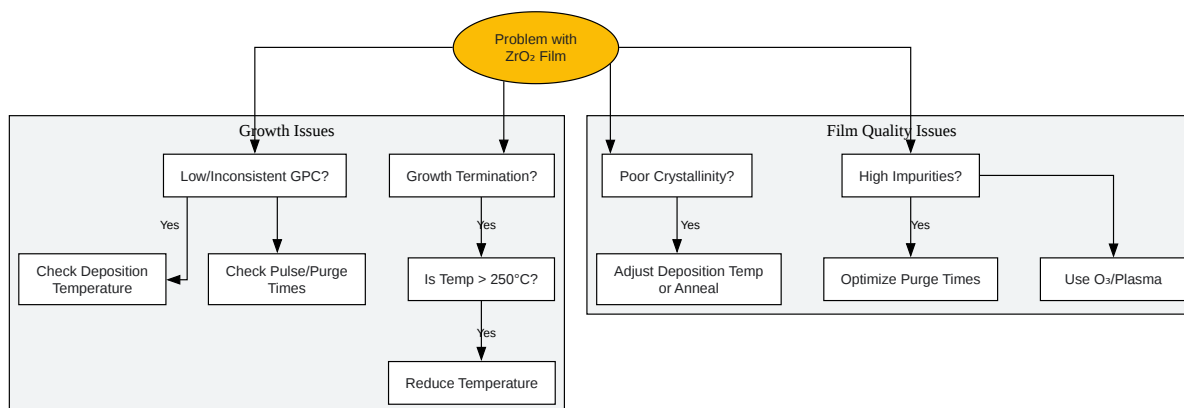 Problem with
ZrO₂ Film
Growth Issues
Film Quality Issues
Low/Inconsistent GPC?
Growth Termination?
Poor Crystallinity?
High Impurities?
Yes
Yes
Yes
Yes
Check Deposition
Temperature
Check Pulse/Purge
Times
Is Temp > 250°C?
Adjust Deposition Temp
or Anneal
Optimize Purge Times
Use O₃/Plasma
Yes
Reduce Temperature